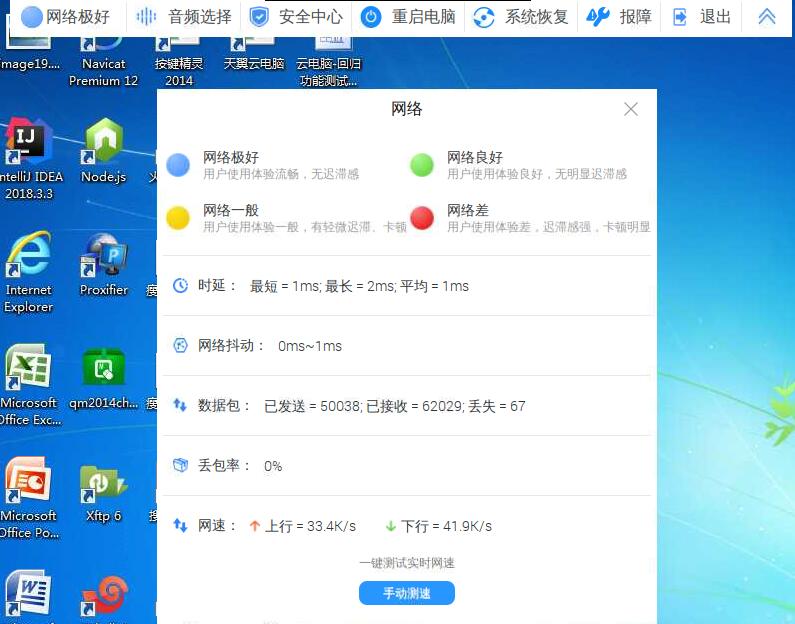 网络极好 音频选择 安全中心 重启电脑 系统恢复 报障 退出
mage19.... Navicat Premium 12 按键精灵 2014 天翼云电脑 云电脑-回归功能测试...
网络
网络极好
用户使用体验流畅，无迟滞感
网络良好
用户使用体验良好，无明显迟滞感
网络一般
用户使用体验一般，有轻微迟滞、卡顿
网络差
用户使用体验差，迟滞感强，卡顿明显
时延： 最短 = 1ms; 最长 = 2ms; 平均 = 1ms
网络抖动： 0ms~1ms
数据包： 已发送 = 50038; 已接收 = 62029; 丢失 = 67
丢包率： 0%
网速： 上行 = 33.4K/s 下行 = 41.9K/s
一键测试实时网速
手动测速
ntelliJ IDEA
2018.3.3
Node.js
Internet
Explorer
Proxifier
Microsoft
Office Exc...
qm2014ch...
Microsoft
Office Po...
Xftp 6